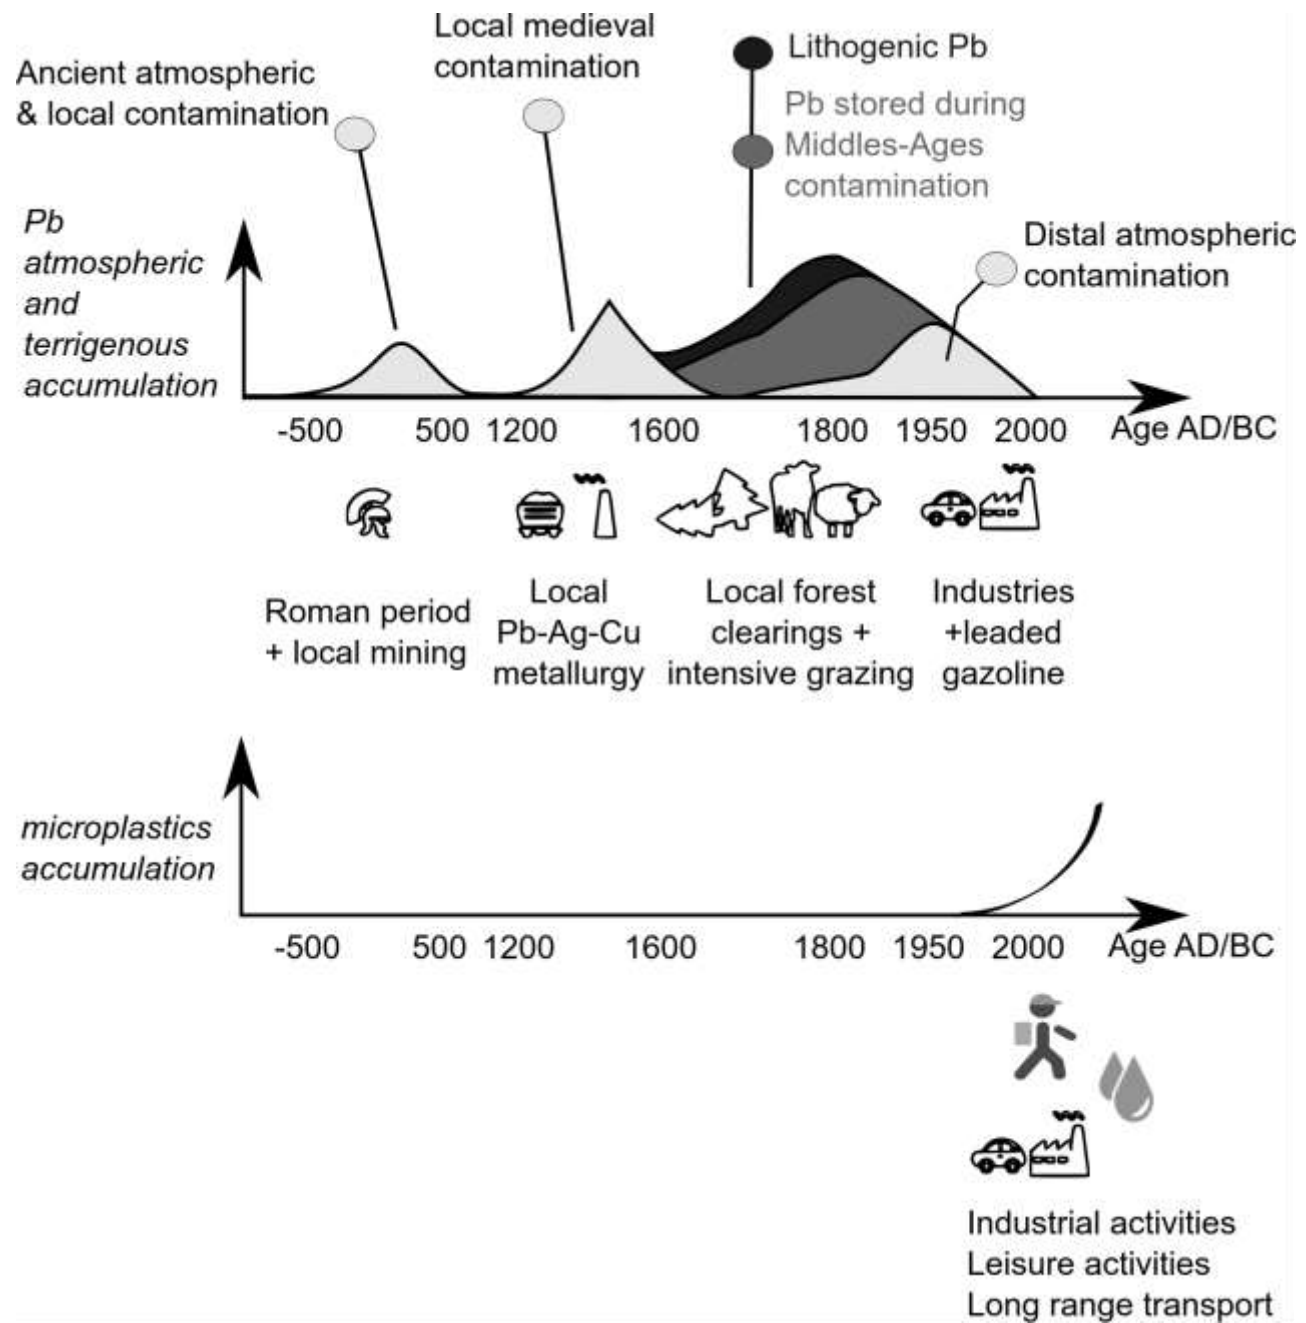 Local medieval
contamination
Ancient atmospheric
& local contamination
Lithogenic Pb
Pb stored during
Middles-Ages
contamination
Distal atmospheric
contamination
Pb
atmospheric
and
terrigenous
accumulation
-500 500 1200 1600 1800 1950 2000 Age AD/BC
Roman period
+ local mining
Local
Pb-Ag-Cu
metallurgy
Local forest
clearings +
intensive grazing
Industries
+leaded
gazoline
microplastics
accumulation
-500 500 1200 1600 1800 1950 2000 Age AD/BC
Industrial activities
Leisure activities
Long range transport